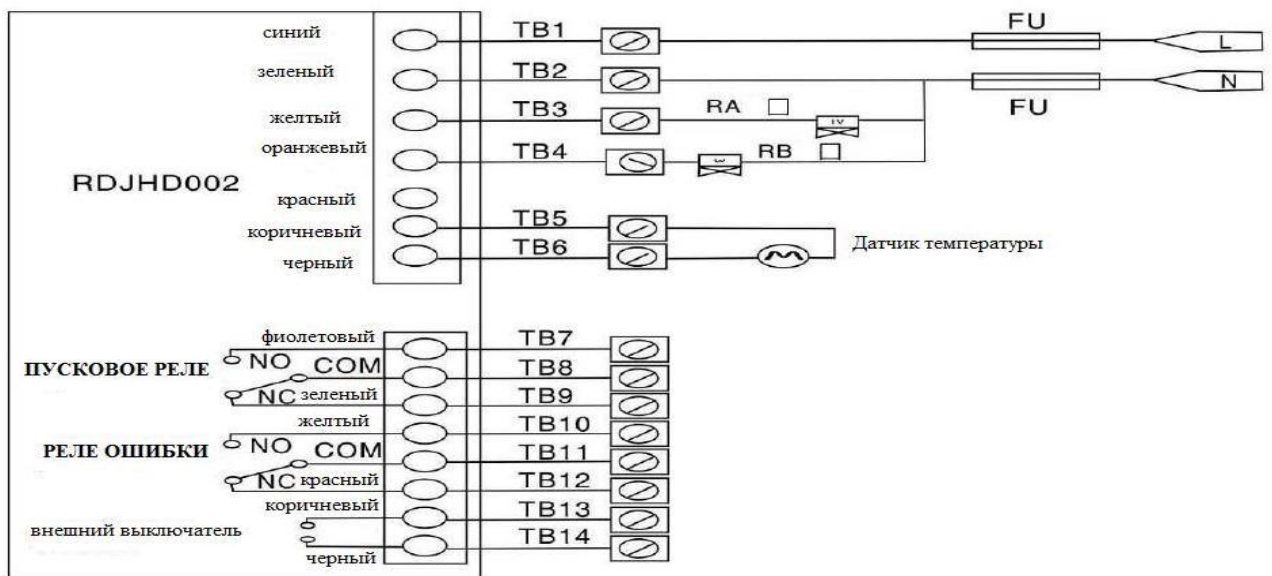 синий TB1 FU L
зеленый TB2 FU N
желтый TB3 RA IV
оранжевый TB4 RB
RDJHD002
красный
коричневый TB5
черный TB6
Датчик температуры
фиолетовый TB7
ПУСКОВОЕ РЕЛЕ NO COM TB8
NC зеленый TB9
желтый TB10
РЕЛЕ ОШИБКИ NO COM TB11
NC красный TB12
коричневый TB13
внешний выключатель
черный TB14